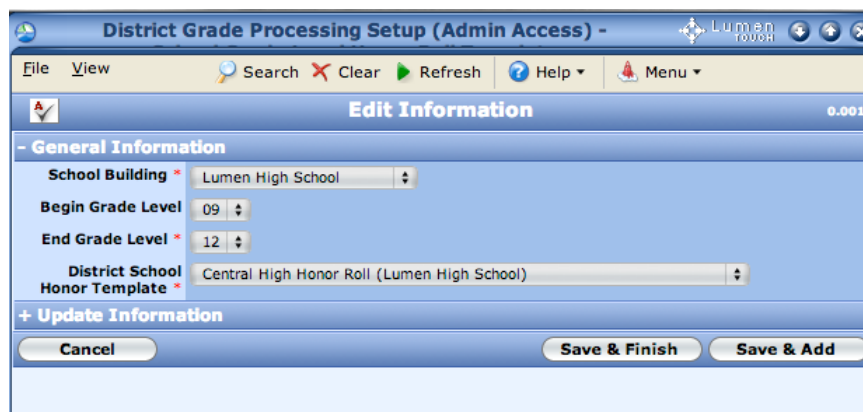 District Grade Processing Setup (Admin Access) -
Lumen
TOUCH
File View Search Clear Refresh Help Menu
Edit Information 0.001
- General Information
School Building * Lumen High School
Begin Grade Level 09
End Grade Level * 12
District School
Honor Template * Central High Honor Roll (Lumen High School)
+ Update Information
Cancel Save & Finish Save & Add